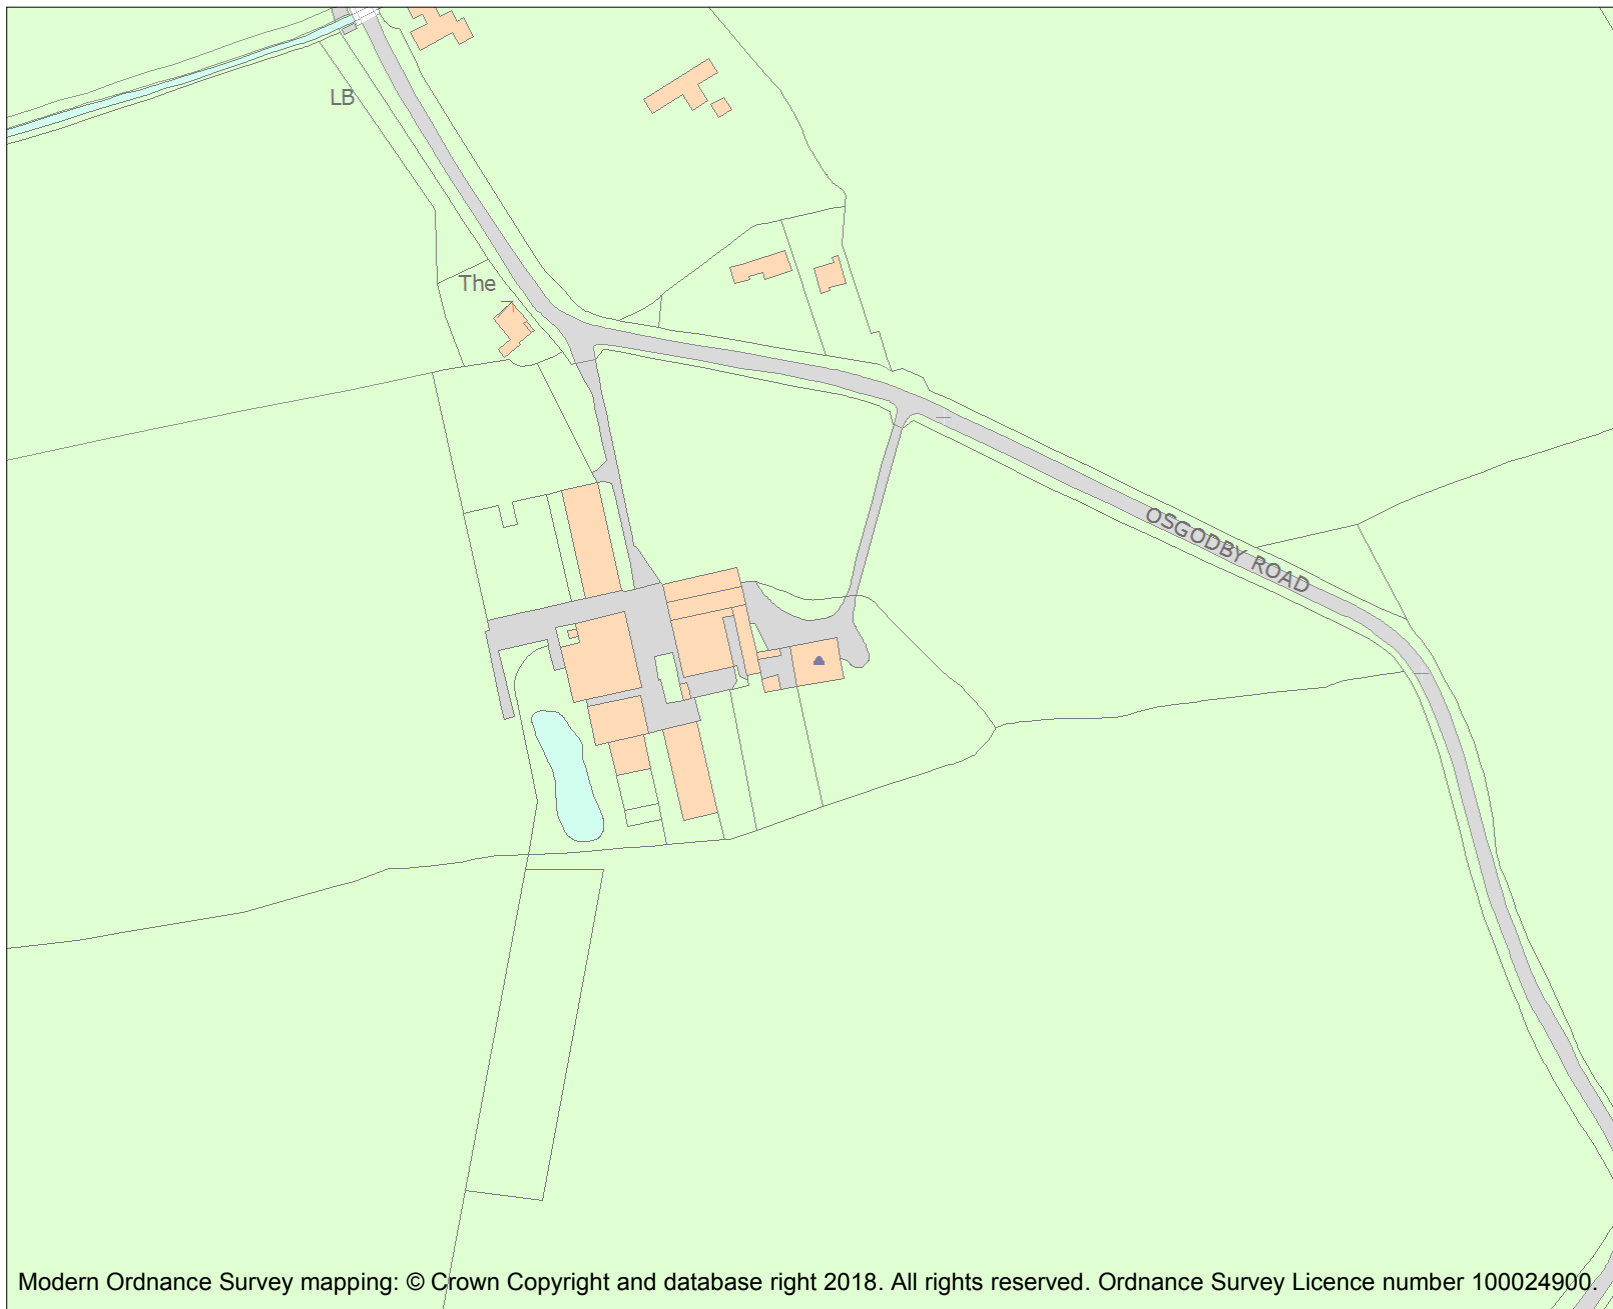 LB
The
OSGODBY ROAD
Modern Ordnance Survey mapping: © Crown Copyright and database right 2018. All rights reserved. Ordnance Survey Licence number 100024900.